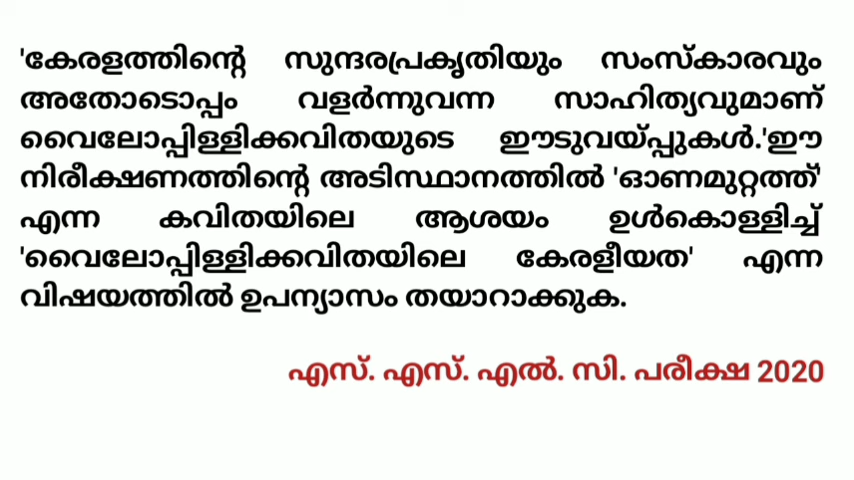 'കേരളത്തിന്റെ സുന്ദരപ്രകൃതിയും സംസ്കാരവും
അതോടൊപ്പം വളർന്നുവന്ന സാഹിത്യവുമാണ്
വൈലോപ്പിള്ളിക്കവിതയുടെ ഈടുവയ്പ്പുകൾ.'ഈ
നിരീക്ഷണത്തിന്റെ അടിസ്ഥാനത്തിൽ 'ഓണമുറ്റത്ത്'
എന്ന കവിതയിലെ ആശയം ഉൾകൊള്ളിച്ച്
'വൈലോപ്പിള്ളിക്കവിതയിലെ കേരളീയത' എന്ന
വിഷയത്തിൽ ഉപന്യാസം തയാറാക്കുക.
എസ്. എസ്. എൽ. സി. പരീക്ഷ 2020